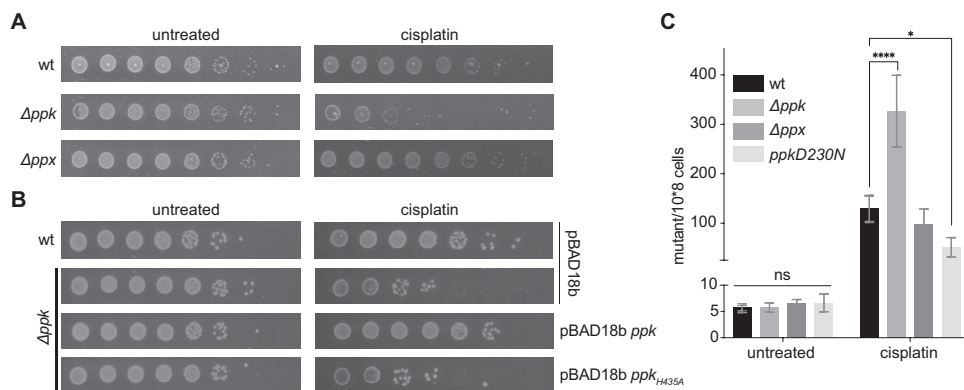 A
untreated
cisplatin
wt
Δppk
Δppx
B
untreated
cisplatin
wt
Δppk
pBAD18b
pBAD18b ppk
pBAD18b ppkH435A
C
mutant/10*8 cells
400
300
200
100
10
5
0
wt
Δppk
Δppx
ppkD230N
****
*
ns
untreated
cisplatin